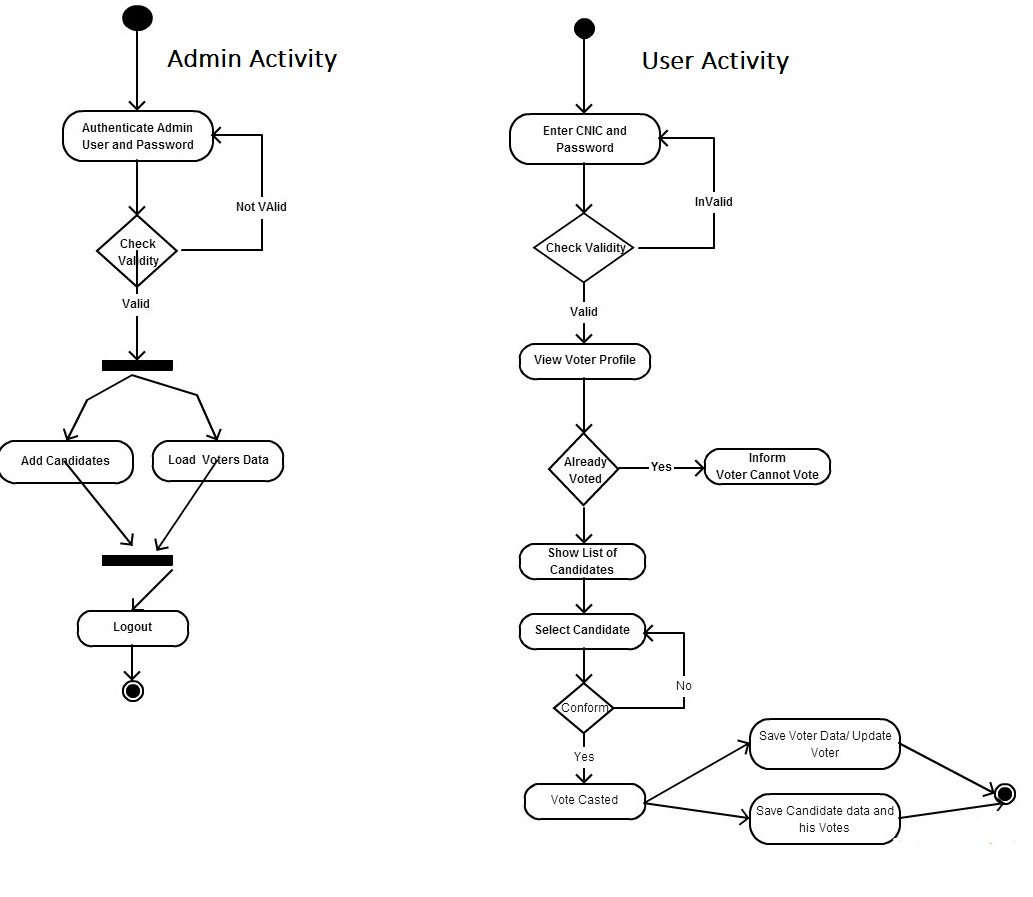 Admin Activity
Authenticate Admin
User and Password
Not VAlid
Check
Validity
Valid
Add Candidates
Load Voters Data
Logout
User Activity
Enter CNIC and
Password
InValid
Check Validity
Valid
View Voter Profile
Already
Voted
Yes
Inform
Voter Cannot Vote
Show List of
Candidates
Select Candidate
No
Conform
Yes
Vote Casted
Save Voter Data/ Update
Voter
Save Candidate data and
his Votes